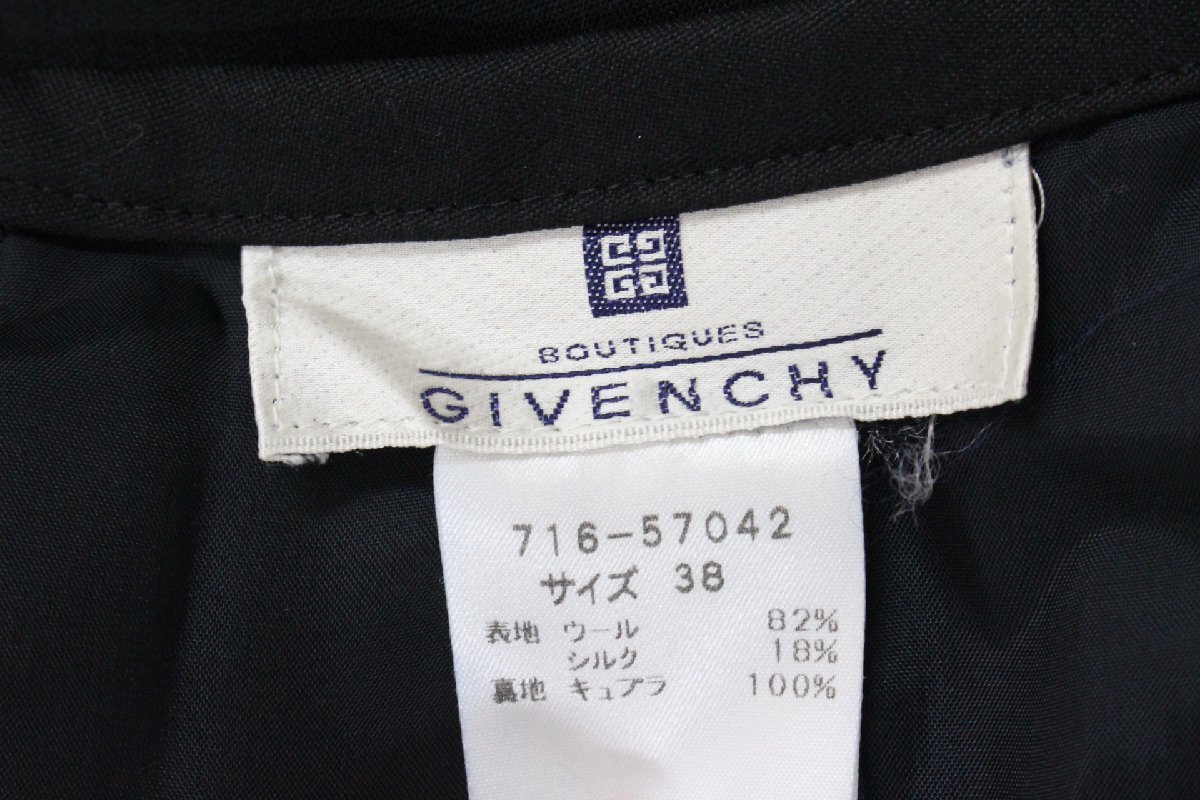 BOUTIQUES
GIVENCHY
716-57042
サイズ 38
表地 ウール 82%
シルク 18%
裏地 キュプラ 100%